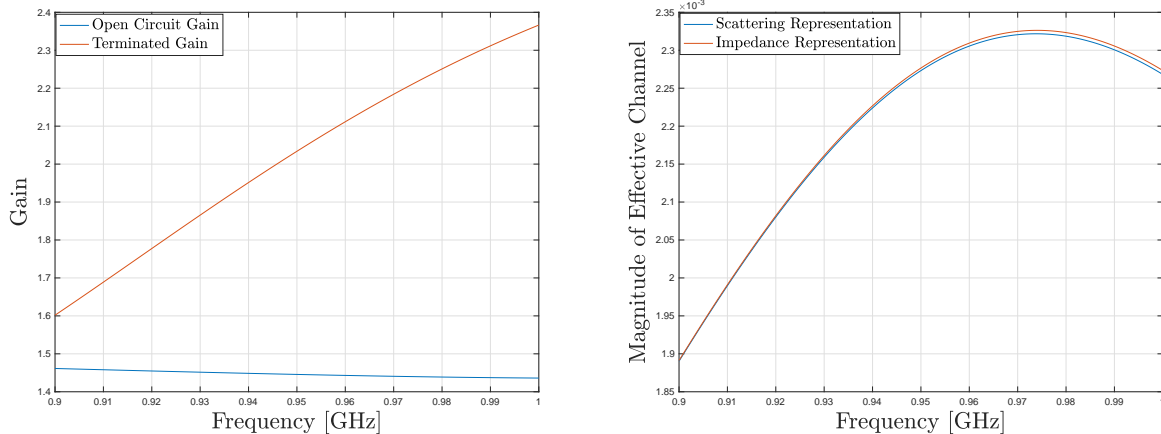 2.4
2.3
2.2
2.1
2
1.9
1.8
1.7
1.6
1.5
1.4
Gain
Open Circuit Gain
Terminated Gain
0.9 0.91 0.92 0.93 0.94 0.95 0.96 0.97 0.98 0.99 1
Frequency [GHz]
×10⁻³
2.35
2.3
2.25
2.2
2.15
2.1
2.05
2
1.95
1.9
1.85
Magnitude of Effective Channel
Scattering Representation
Impedance Representation
0.9 0.91 0.92 0.93 0.94 0.95 0.96 0.97 0.98 0.99
Frequency [GHz]